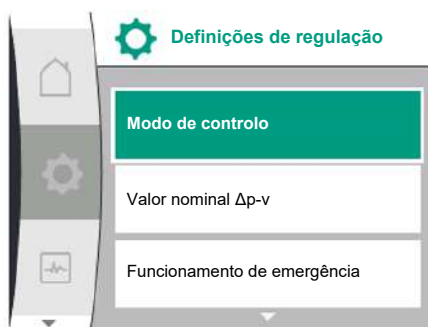 Definições de regulação
Modo de controlo
Valor nominal Δp-v
Funcionamento de emergência